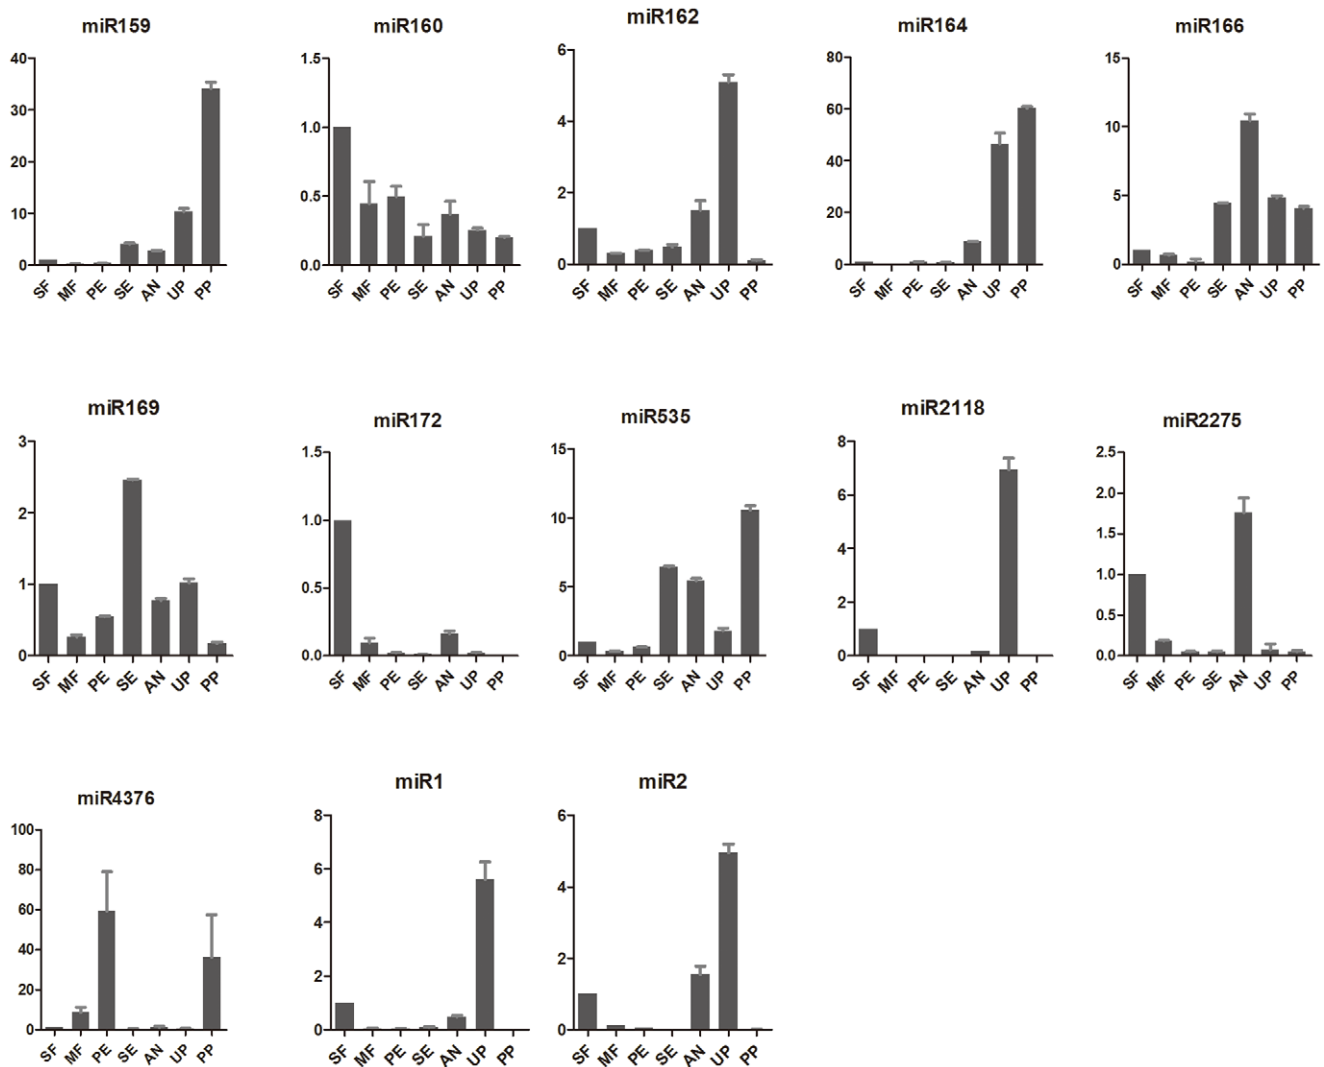 miR159
40
30
20
10
0
SF MF PE SE AN UP PP
miR160
1.5
1.0
0.5
0.0
SF MF PE SE AN UP PP
miR162
6
4
2
0
SF MF PE SE AN UP PP
miR164
80
60
40
20
0
SF MF PE SE AN UP PP
miR166
15
10
5
0
SF MF PE SE AN UP PP
miR169
3
2
1
0
SF MF PE SE AN UP PP
miR172
1.5
1.0
0.5
0.0
SF MF PE SE AN UP PP
miR535
15
10
5
0
SF MF PE SE AN UP PP
miR2118
8
6
4
2
0
SF MF PE SE AN UP PP
miR2275
2.5
2.0
1.5
1.0
0.5
0.0
SF MF PE SE AN UP PP
miR4376
100
80
60
40
20
0
SF MF PE SE AN UP PP
miR1
8
6
4
2
0
SF MF PE SE AN UP PP
miR2
6
4
2
0
SF MF PE SE AN UP PP